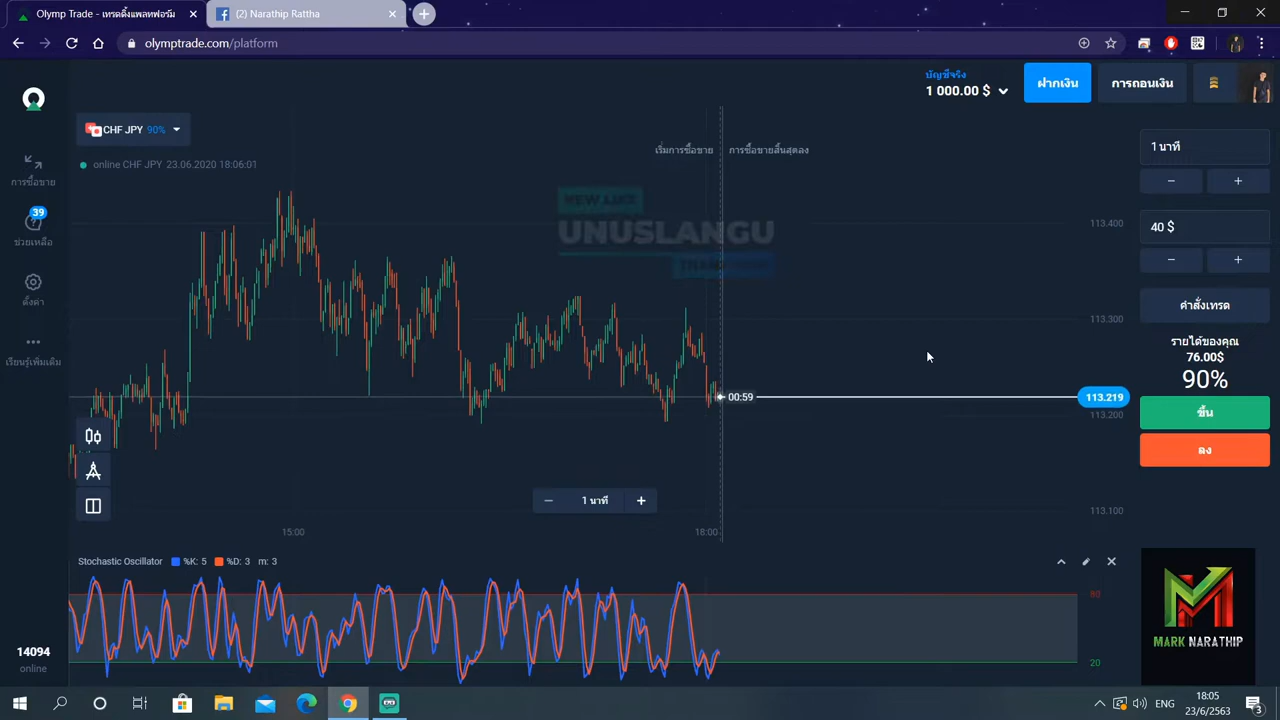 Olymp Trade - เทรดดิ้งแพลทฟอร์ม
(2) Narathip Rattha
olymptrade.com/platform
บัญชีจริง
1 000.00 $
ฝากเงิน
การถอนเงิน
CHF JPY 90%
online CHF JPY 23.06.2020 18:06:01
เริ่มการซื้อขาย
การซื้อขายสิ้นสุดลง
การซื้อขาย
39
ช่วยเหลือ
ตั้งค่า
เรียนรู้เพิ่มเติม
UNUSLANGU
113.400
113.300
113.219
113.200
113.100
00:59
1 นาที
15:00
18:00
1 นาที
40 $
คำสั่งเทรด
รายได้ของคุณ
76.00$
90%
ขึ้น
ลง
Stochastic Oscillator %K: 5 %D: 3 m: 3
80
20
MARK NARATHIP
14094
online
ENG
18:05
23/6/2563
3